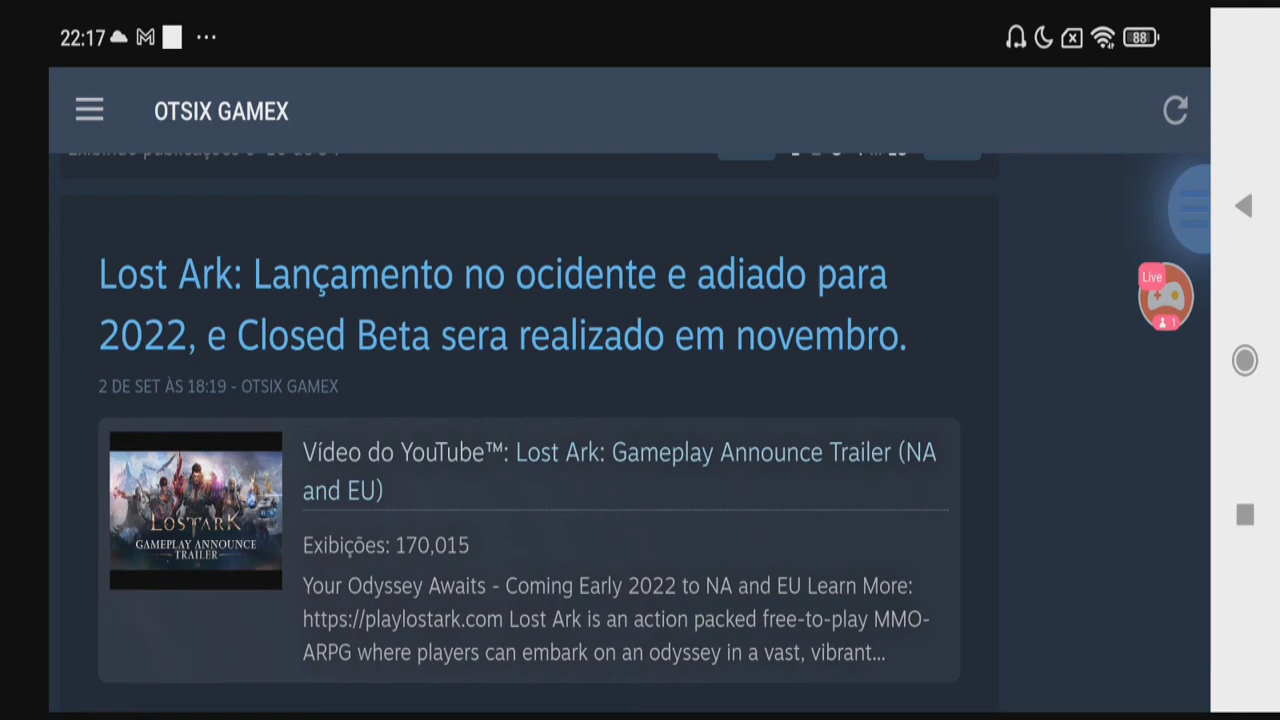 22:17
88
OTSIX GAMEX
Live
1
Lost Ark: Lançamento no ocidente e adiado para
2022, e Closed Beta sera realizado em novembro.
2 DE SET ÀS 18:19 - OTSIX GAMEX
LOST ARK
GAMEPLAY ANNOUNCE
TRAILER
Vídeo do YouTube™: Lost Ark: Gameplay Announce Trailer (NA
and EU)
Exibições: 170,015
Your Odyssey Awaits - Coming Early 2022 to NA and EU Learn More:
https://playlostark.com Lost Ark is an action packed free-to-play MMO-
ARPG where players can embark on an odyssey in a vast, vibrant...